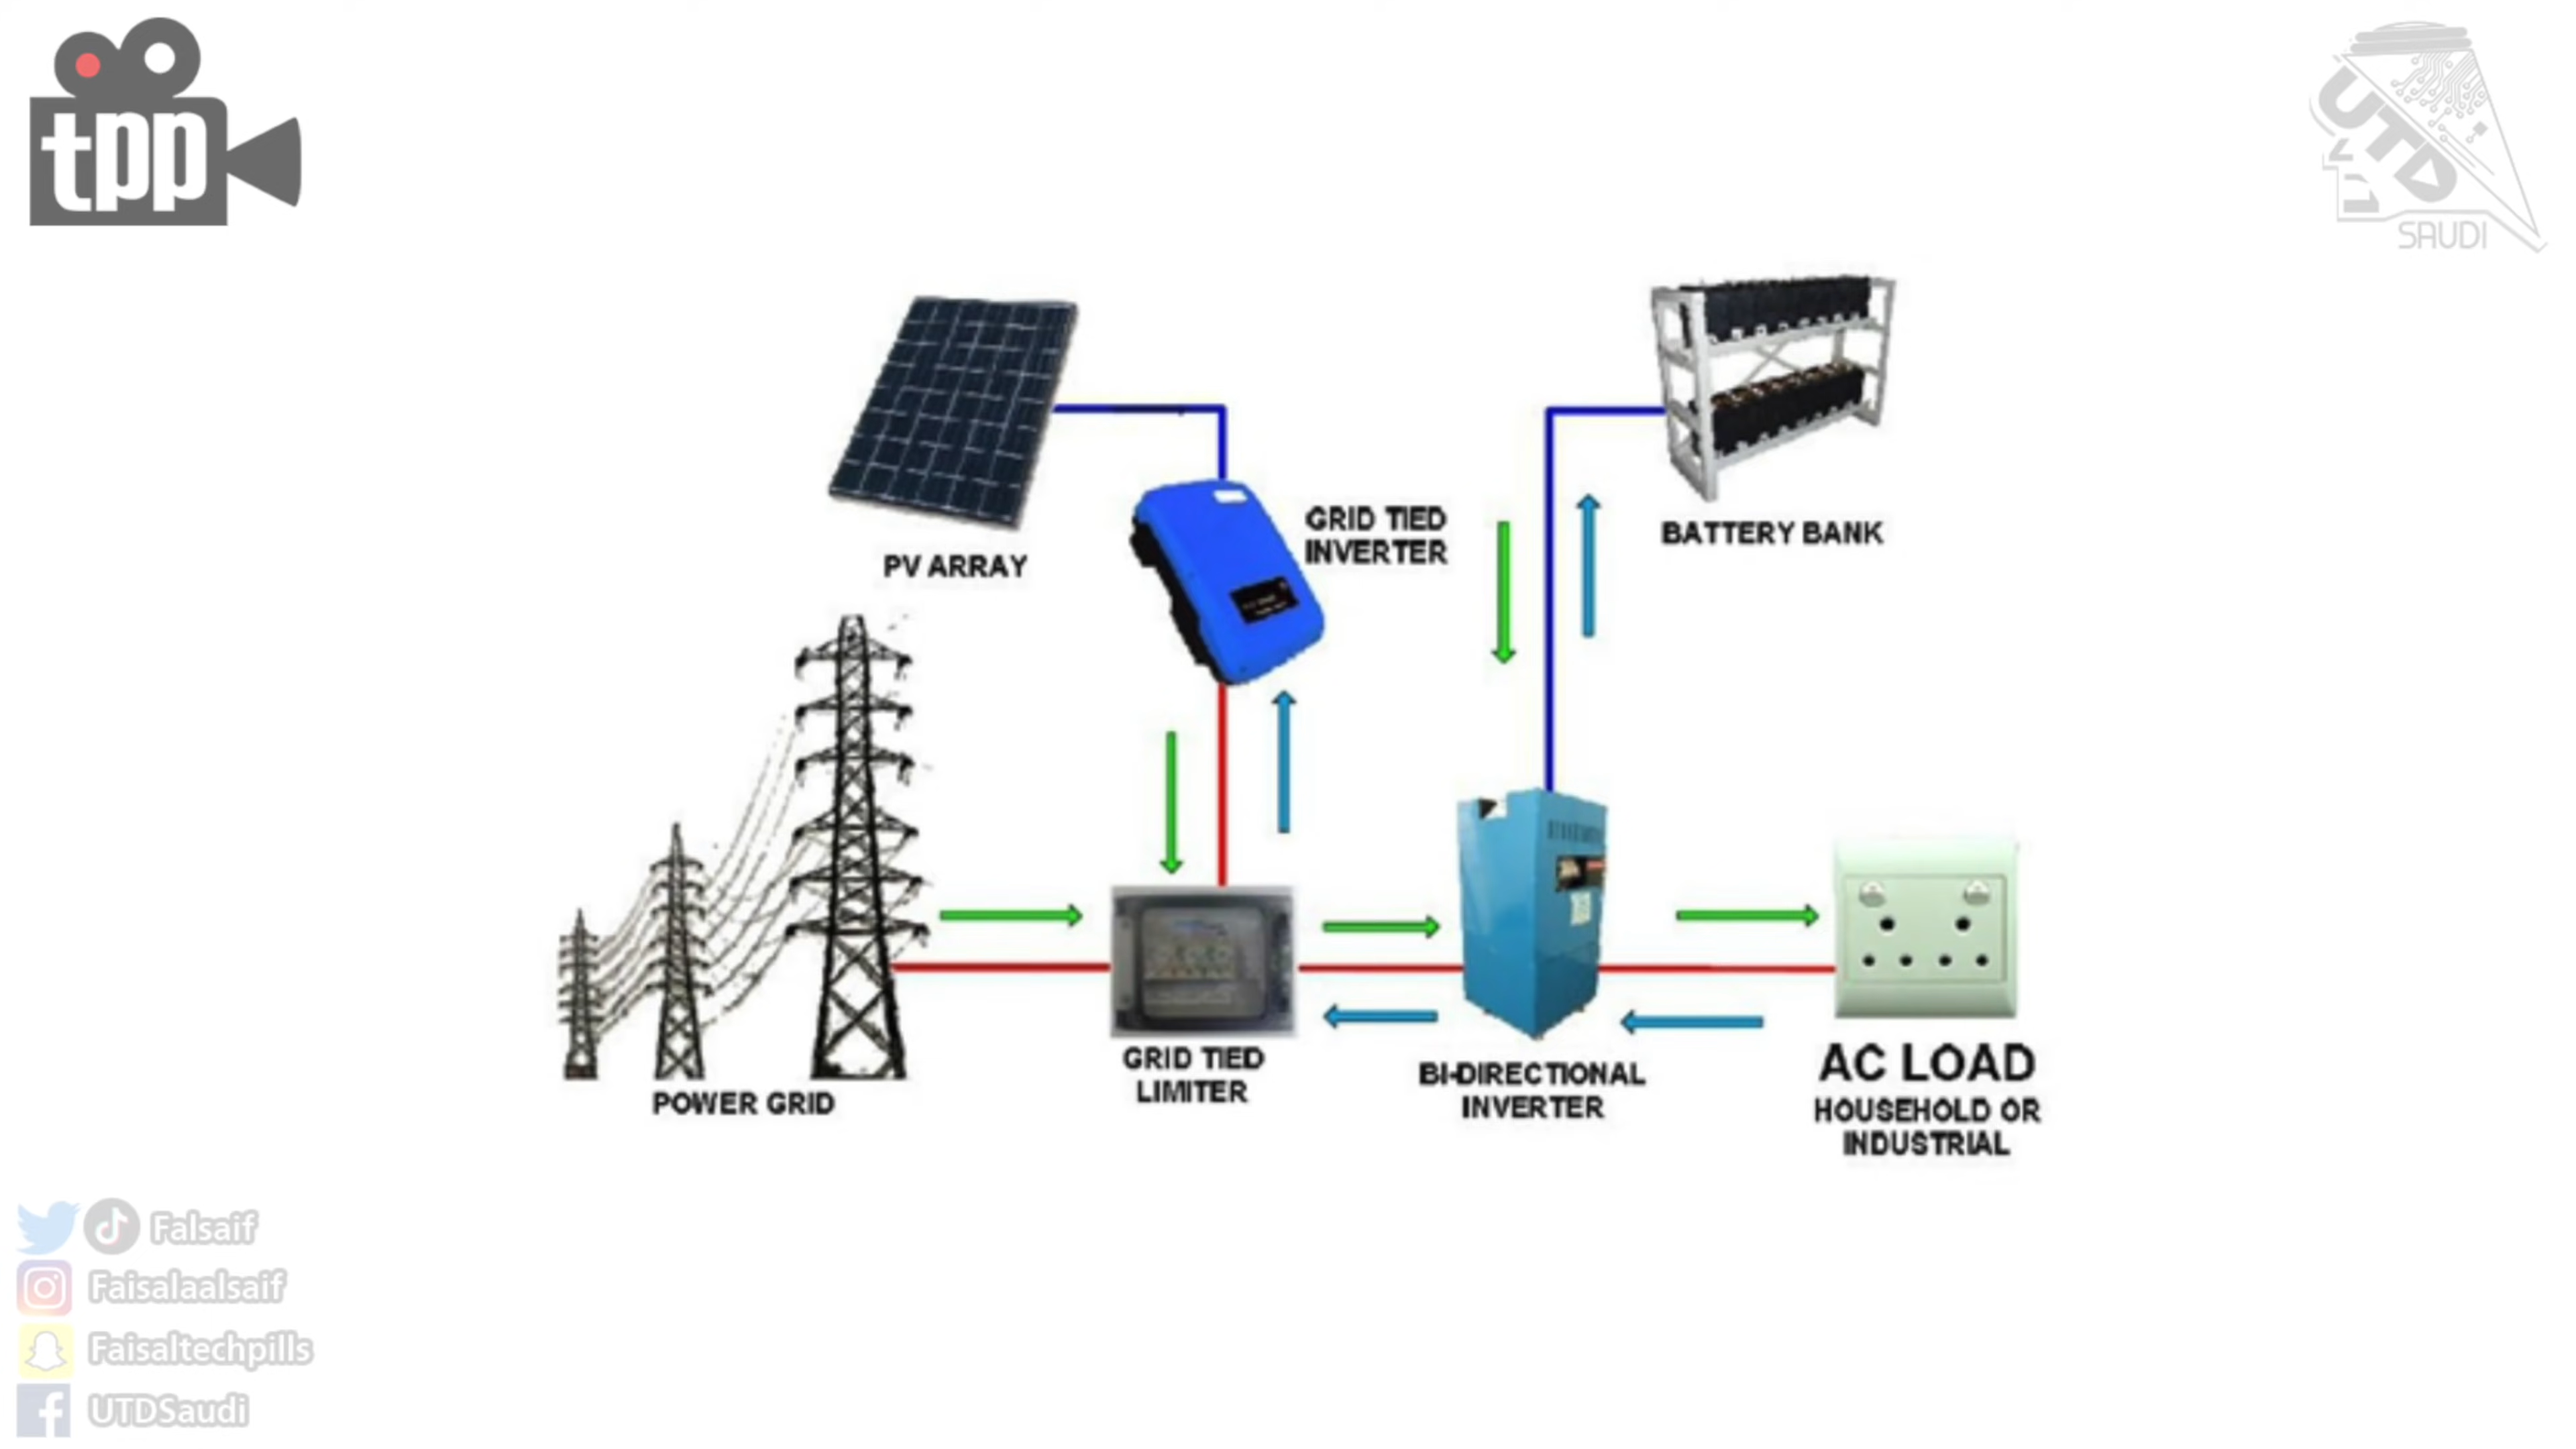 tpp
UTD
SAUDI
PV ARRAY
GRID TIED
INVERTER
BATTERY BANK
POWER GRID
GRID TIED
LIMITER
BI-DIRECTIONAL
INVERTER
AC LOAD
HOUSEHOLD OR
INDUSTRIAL
Falsaif
Faisalaalsaif
Faisaltechpills
UTDSaudi